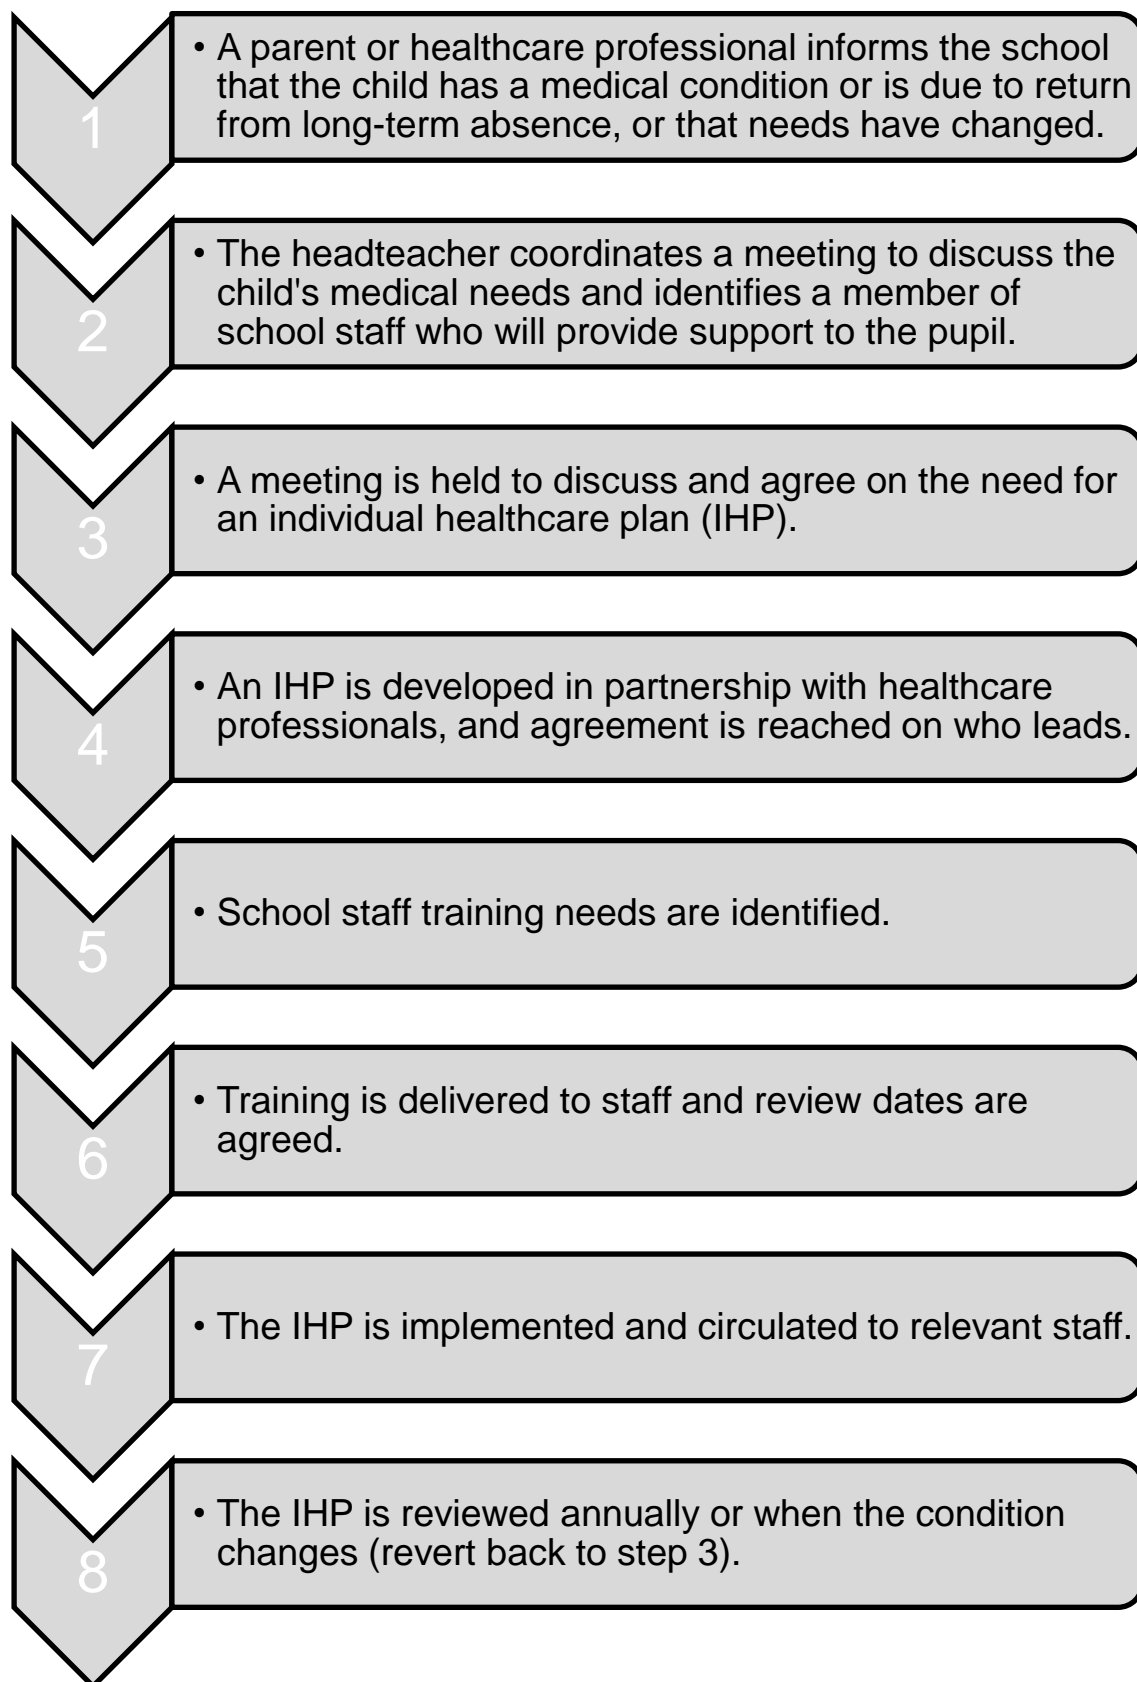 1
• A parent or healthcare professional informs the school
that the child has a medical condition or is due to return
from long-term absence, or that needs have changed.
2
• The headteacher coordinates a meeting to discuss the
child's medical needs and identifies a member of
school staff who will provide support to the pupil.
3
• A meeting is held to discuss and agree on the need for
an individual healthcare plan (IHP).
4
• An IHP is developed in partnership with healthcare
professionals, and agreement is reached on who leads.
5
• School staff training needs are identified.
6
• Training is delivered to staff and review dates are
agreed.
7
• The IHP is implemented and circulated to relevant staff.
8
• The IHP is reviewed annually or when the condition
changes (revert back to step 3).